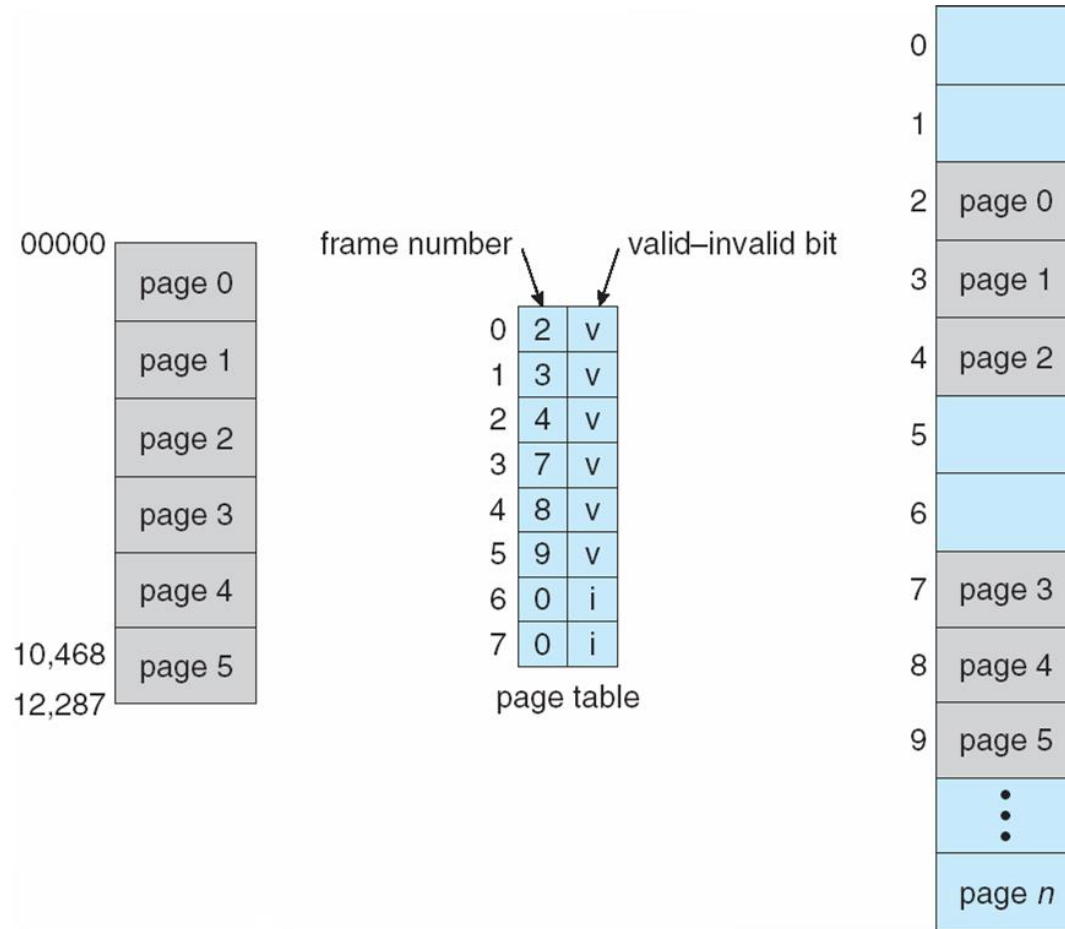 00000
page 0
page 1
page 2
page 3
page 4
10,468
page 5
12,287
frame number
valid–invalid bit
0 2 v
1 3 v
2 4 v
3 7 v
4 8 v
5 9 v
6 0 i
7 0 i
page table
0
1
2 page 0
3 page 1
4 page 2
5
6
7 page 3
8 page 4
9 page 5
page n